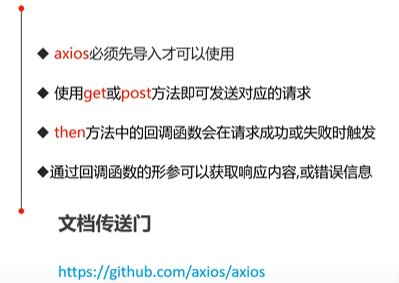 ◆ axios必须先导入才可以使用
◆ 使用get或post方法即可发送对应的请求
◆ then方法中的回调函数会在请求成功或失败时触发
◆通过回调函数的形参可以获取响应内容,或错误信息
文档传送门
https://github.com/axios/axios